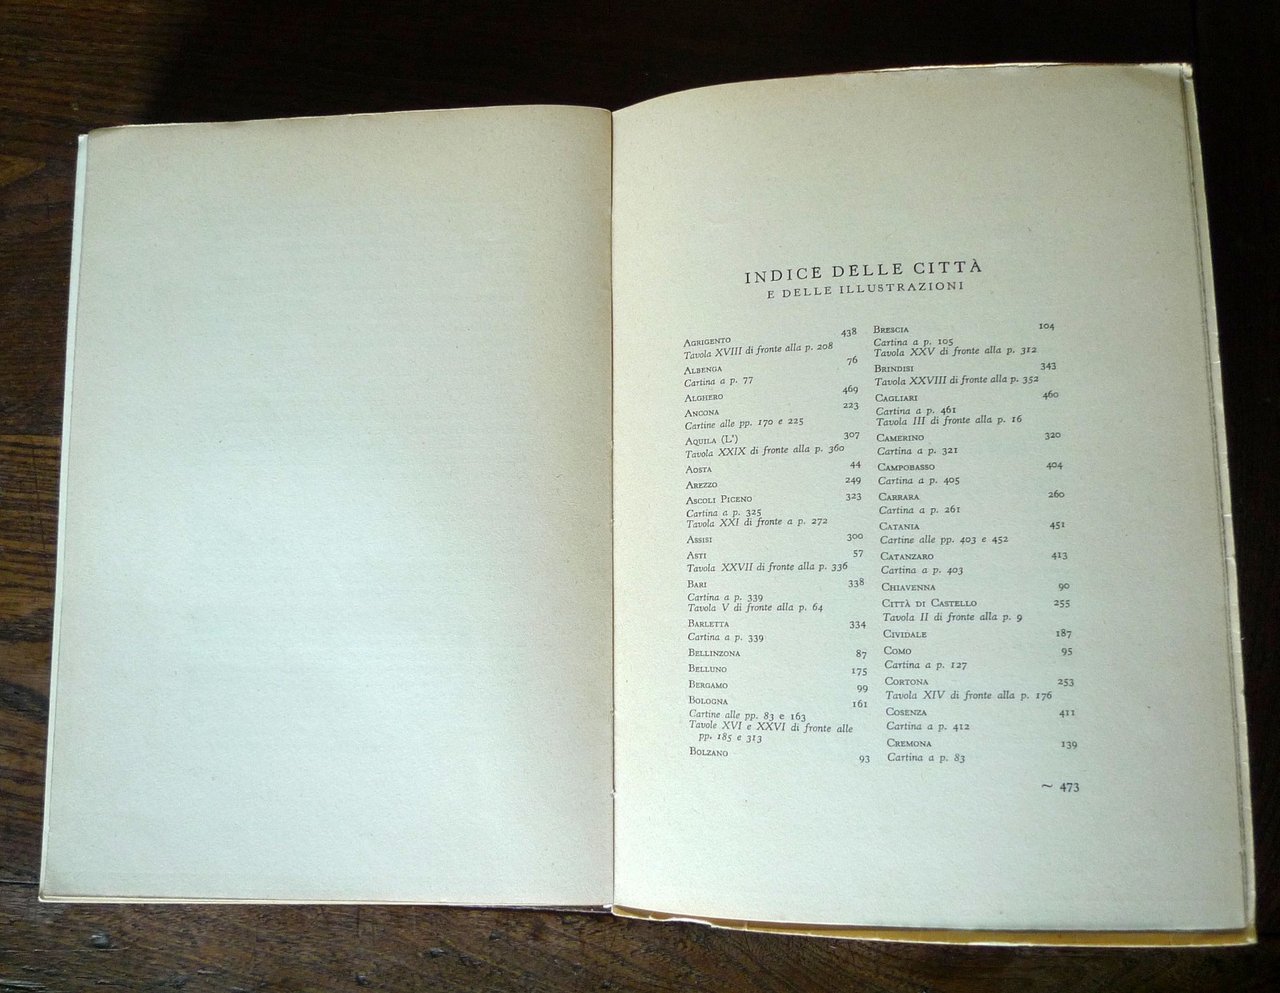 INDICE DELLE CITTÀ
E DELLE ILLUSTRAZIONI
Agrigento 438
Tavola XVIII di fronte alla p. 208
Albenga 76
Cartina a p. 77
Alghero 469
Ancona 223
Cartine alle pp. 170 e 225
Aquila (L') 307
Tavola XXIX di fronte alla p. 360
Aosta 44
Arezzo 249
Ascoli Piceno 323
Cartina a p. 325
Tavola XXI di fronte a p. 272
Assisi 300
Asti 57
Tavola XXVII di fronte alla p. 336
Bari 338
Cartina a p. 339
Tavola V di fronte alla p. 64
Barletta 334
Cartina a p. 339
Bellinzona 87
Belluno 175
Bergamo 99
Bologna 161
Cartine alle pp. 83 e 163
Tavole XVI e XXVI di fronte alle
pp. 185 e 313
Bolzano 93
Brescia 104
Cartina a p. 105
Tavola XXV di fronte alla p. 312
Brindisi 343
Tavola XXVIII di fronte alla p. 352
Cagliari 460
Cartina a p. 461
Tavola III di fronte alla p. 16
Camerino 320
Cartina a p. 321
Campobasso 404
Cartina a p. 405
Carrara 260
Cartina a p. 261
Catania 451
Cartine alle pp. 403 e 452
Catanzaro 413
Cartina a p. 403
Chiavenna 90
Città di Castello 255
Tavola II di fronte alla p. 9
Cividale 187
Como 95
Cartina a p. 127
Cortona 253
Tavola XIV di fronte alla p. 176
Cosenza 411
Cartina a p. 412
Cremona 139
Cartina a p. 83
~ 473